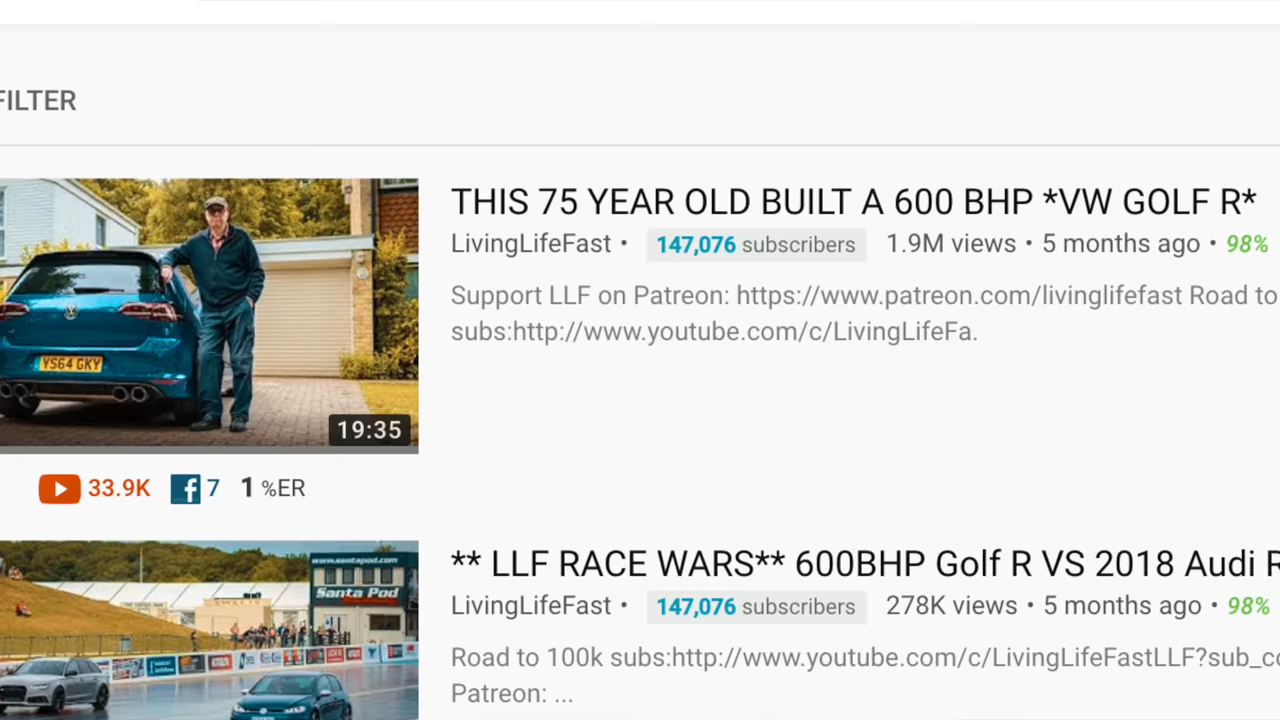 FILTER
THIS 75 YEAR OLD BUILT A 600 BHP *VW GOLF R*
LivingLifeFast • 147,076 subscribers 1.9M views • 5 months ago • 98%
Support LLF on Patreon: https://www.patreon.com/livinglifefast Road to
subs:http://www.youtube.com/c/LivingLifeFa.
YS64 GKY
19:35
33.9K 7 1 %ER
** LLF RACE WARS** 600BHP Golf R VS 2018 Audi R
LivingLifeFast • 147,076 subscribers 278K views • 5 months ago • 98%
Road to 100k subs:http://www.youtube.com/c/LivingLifeFastLLF?sub_co
Patreon: ...
www.santapod.com
Santa Pod